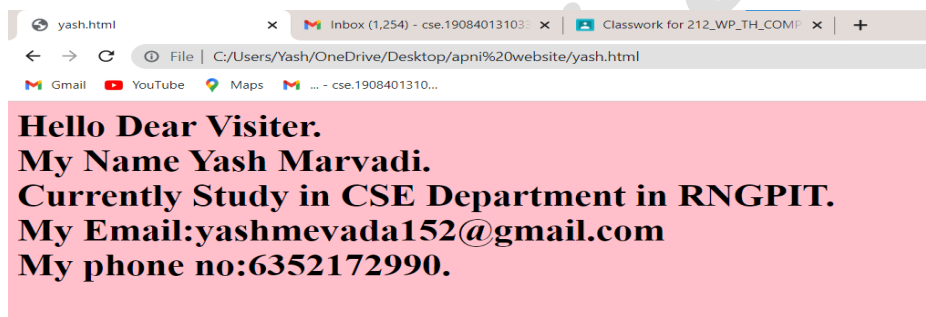 yash.html
Inbox (1,254) - cse.19084013103
Classwork for 212_WP_TH_COMP
File | C:/Users/Yash/OneDrive/Desktop/apni%20website/yash.html
Gmail YouTube Maps ... - cse.1908401310...
Hello Dear Visiter.
My Name Yash Marvadi.
Currently Study in CSE Department in RNGPIT.
My Email:yashmevada152@gmail.com
My phone no:6352172990.